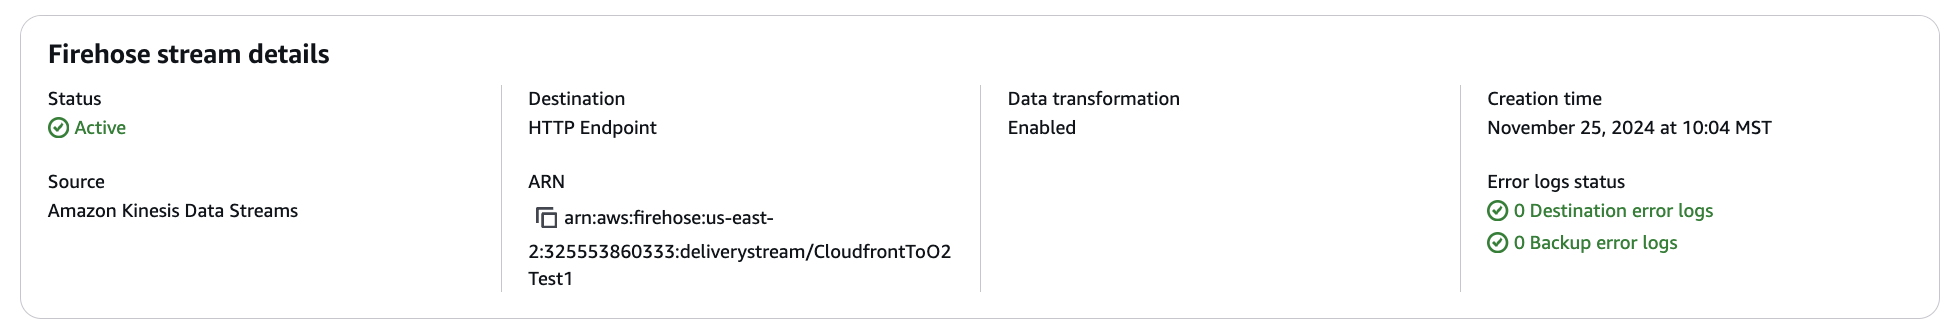 Firehose stream details
Status
Active
Source
Amazon Kinesis Data Streams
Destination
HTTP Endpoint
ARN
arn:aws:firehose:us-east-
2:325553860333:deliverystream/CloudfrontToO2
Test1
Data transformation
Enabled
Creation time
November 25, 2024 at 10:04 MST
Error logs status
0 Destination error logs
0 Backup error logs